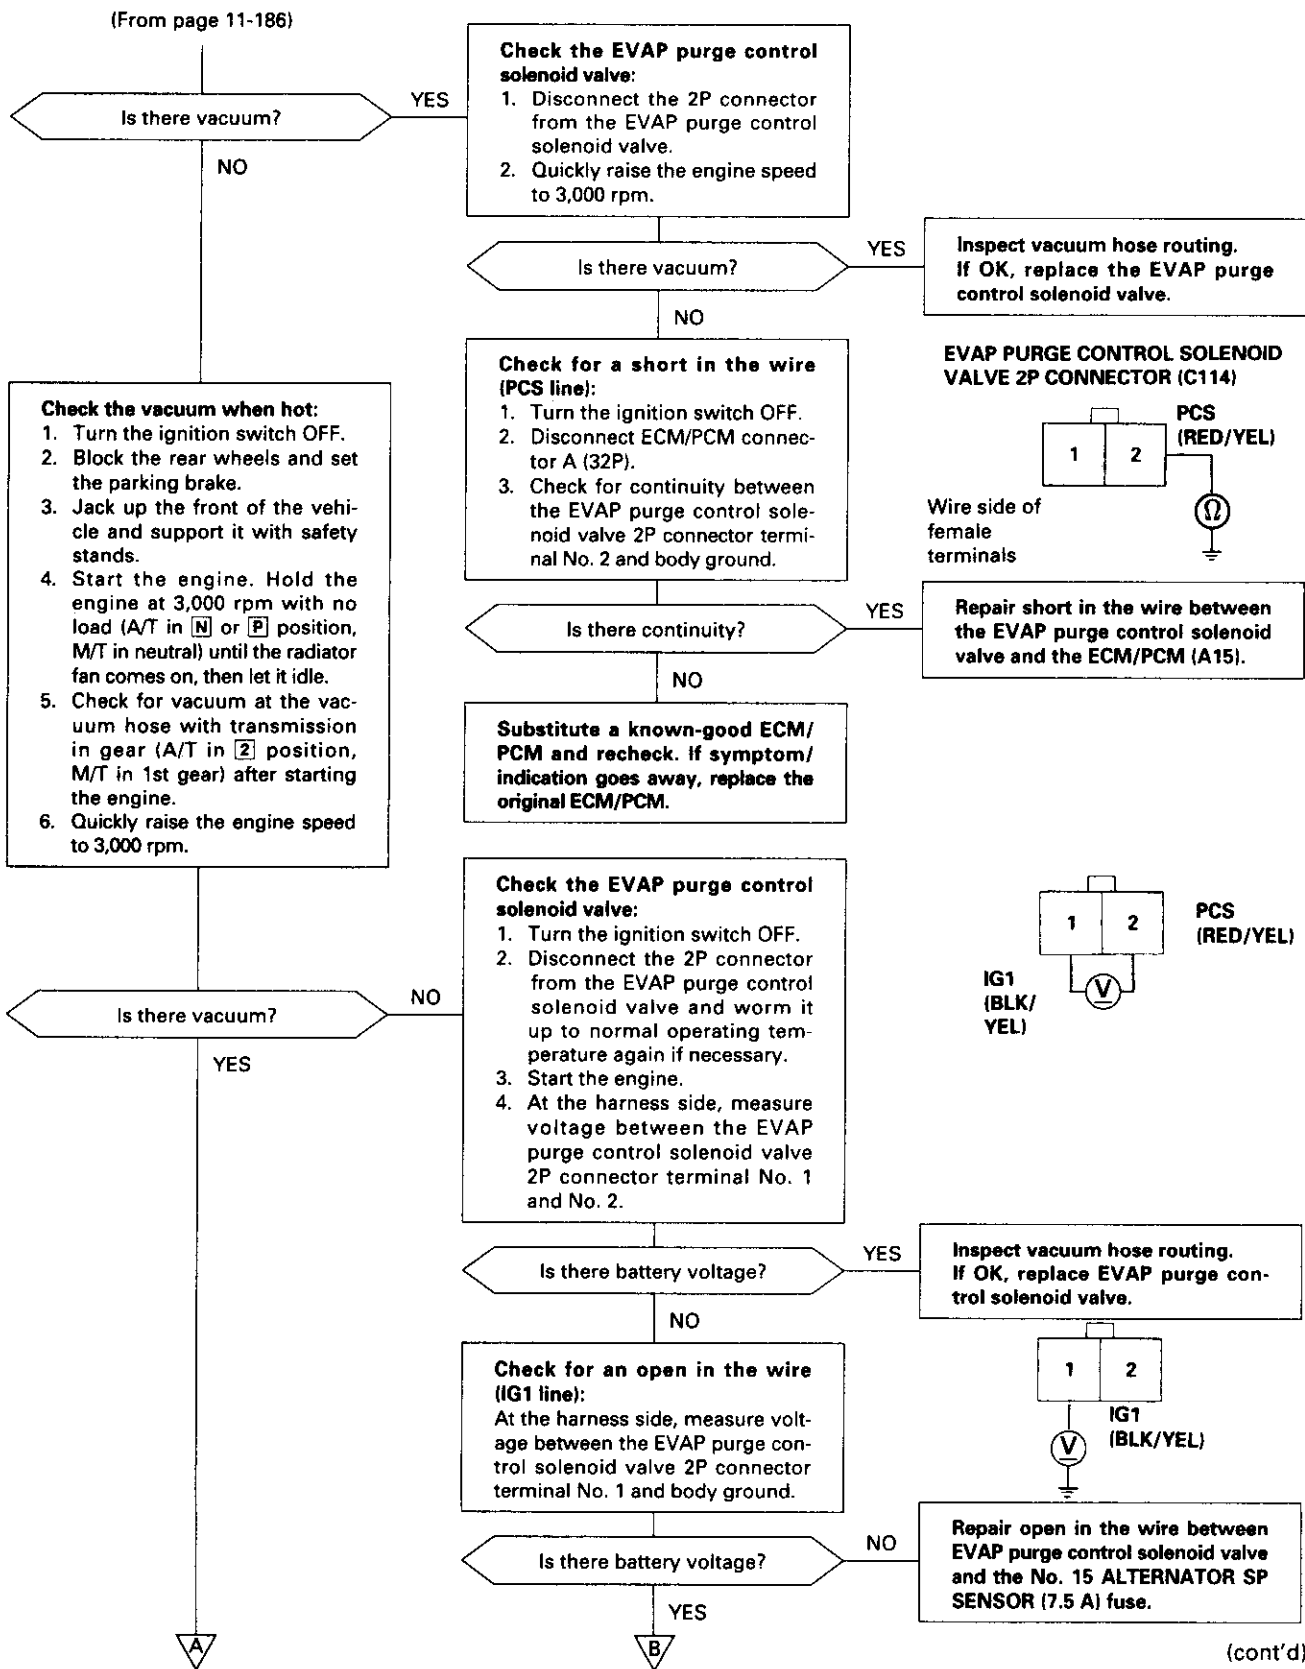 (From page 11-186)
Is there vacuum?
YES
NO
Check the EVAP purge control
solenoid valve:
1. Disconnect the 2P connector
from the EVAP purge control
solenoid valve.
2. Quickly raise the engine speed
to 3,000 rpm.
Is there vacuum?
YES
NO
Inspect vacuum hose routing.
If OK, replace the EVAP purge
control solenoid valve.
Check for a short in the wire
(PCS line):
1. Turn the ignition switch OFF.
2. Disconnect ECM/PCM connec-
tor A (32P).
3. Check for continuity between
the EVAP purge control sole-
noid valve 2P connector termi-
nal No. 2 and body ground.
EVAP PURGE CONTROL SOLENOID
VALVE 2P CONNECTOR (C114)
PCS
(RED/YEL)
1 2
Ω
Wire side of
female
terminals
Is there continuity?
YES
NO
Repair short in the wire between
the EVAP purge control solenoid
valve and the ECM/PCM (A15).
Substitute a known-good ECM/
PCM and recheck. If symptom/
indication goes away, replace the
original ECM/PCM.
Check the vacuum when hot:
1. Turn the ignition switch OFF.
2. Block the rear wheels and set
the parking brake.
3. Jack up the front of the vehi-
cle and support it with safety
stands.
4. Start the engine. Hold the
engine at 3,000 rpm with no
load (A/T in N or P position,
M/T in neutral) until the radiator
fan comes on, then let it idle.
5. Check for vacuum at the vac-
uum hose with transmission
in gear (A/T in 2 position,
M/T in 1st gear) after starting
the engine.
6. Quickly raise the engine speed
to 3,000 rpm.
Is there vacuum?
NO
YES
Check the EVAP purge control
solenoid valve:
1. Turn the ignition switch OFF.
2. Disconnect the 2P connector
from the EVAP purge control
solenoid valve and worm it
up to normal operating tem-
perature again if necessary.
3. Start the engine.
4. At the harness side, measure
voltage between the EVAP
purge control solenoid valve
2P connector terminal No. 1
and No. 2.
1 2
PCS
(RED/YEL)
IG1
(BLK/
YEL)
V
Is there battery voltage?
YES
NO
Inspect vacuum hose routing.
If OK, replace EVAP purge con-
trol solenoid valve.
Check for an open in the wire
(IG1 line):
At the harness side, measure volt-
age between the EVAP purge con-
trol solenoid valve 2P connector
terminal No. 1 and body ground.
1 2
IG1
(BLK/YEL)
V
Is there battery voltage?
NO
YES
Repair open in the wire between
EVAP purge control solenoid valve
and the No. 15 ALTERNATOR SP
SENSOR (7.5 A) fuse.
A
B
(cont'd)